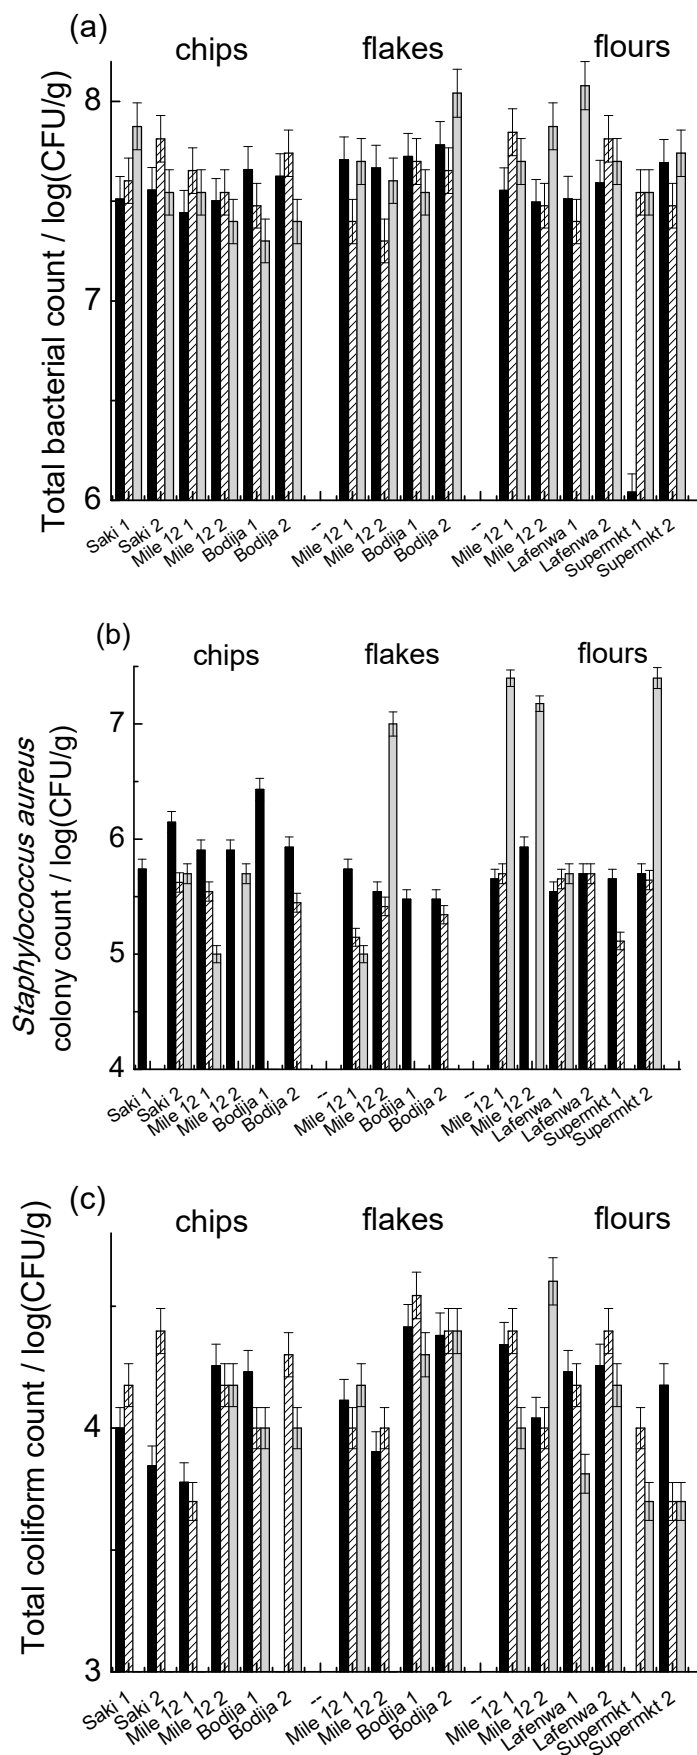 (a)
chips flakes flours
Total bacterial count / log(CFU/g)
8
7
6
Saki 1 Saki 2 Mile 12 1 Mile 12 2 Bodija 1 Bodija 2 -- Mile 12 1 Mile 12 2 Bodija 1 Bodija 2 -- Mile 12 1 Mile 12 2 Lafenwa 1 Lafenwa 2 Supermkt 1 Supermkt 2
(b)
chips flakes flours
Staphylococcus aureus
colony count / log(CFU/g)
7
6
5
4
Saki 1 Saki 2 Mile 12 1 Mile 12 2 Bodija 1 Bodija 2 -- Mile 12 1 Mile 12 2 Bodija 1 Bodija 2 -- Mile 12 1 Mile 12 2 Lafenwa 1 Lafenwa 2 Supermkt 1 Supermkt 2
(c)
chips flakes flours
Total coliform count / log(CFU/g)
4
3
Saki 1 Saki 2 Mile 12 1 Mile 12 2 Bodija 1 Bodija 2 -- Mile 12 1 Mile 12 2 Bodija 1 Bodija 2 -- Mile 12 1 Mile 12 2 Lafenwa 1 Lafenwa 2 Supermkt 1 Supermkt 2